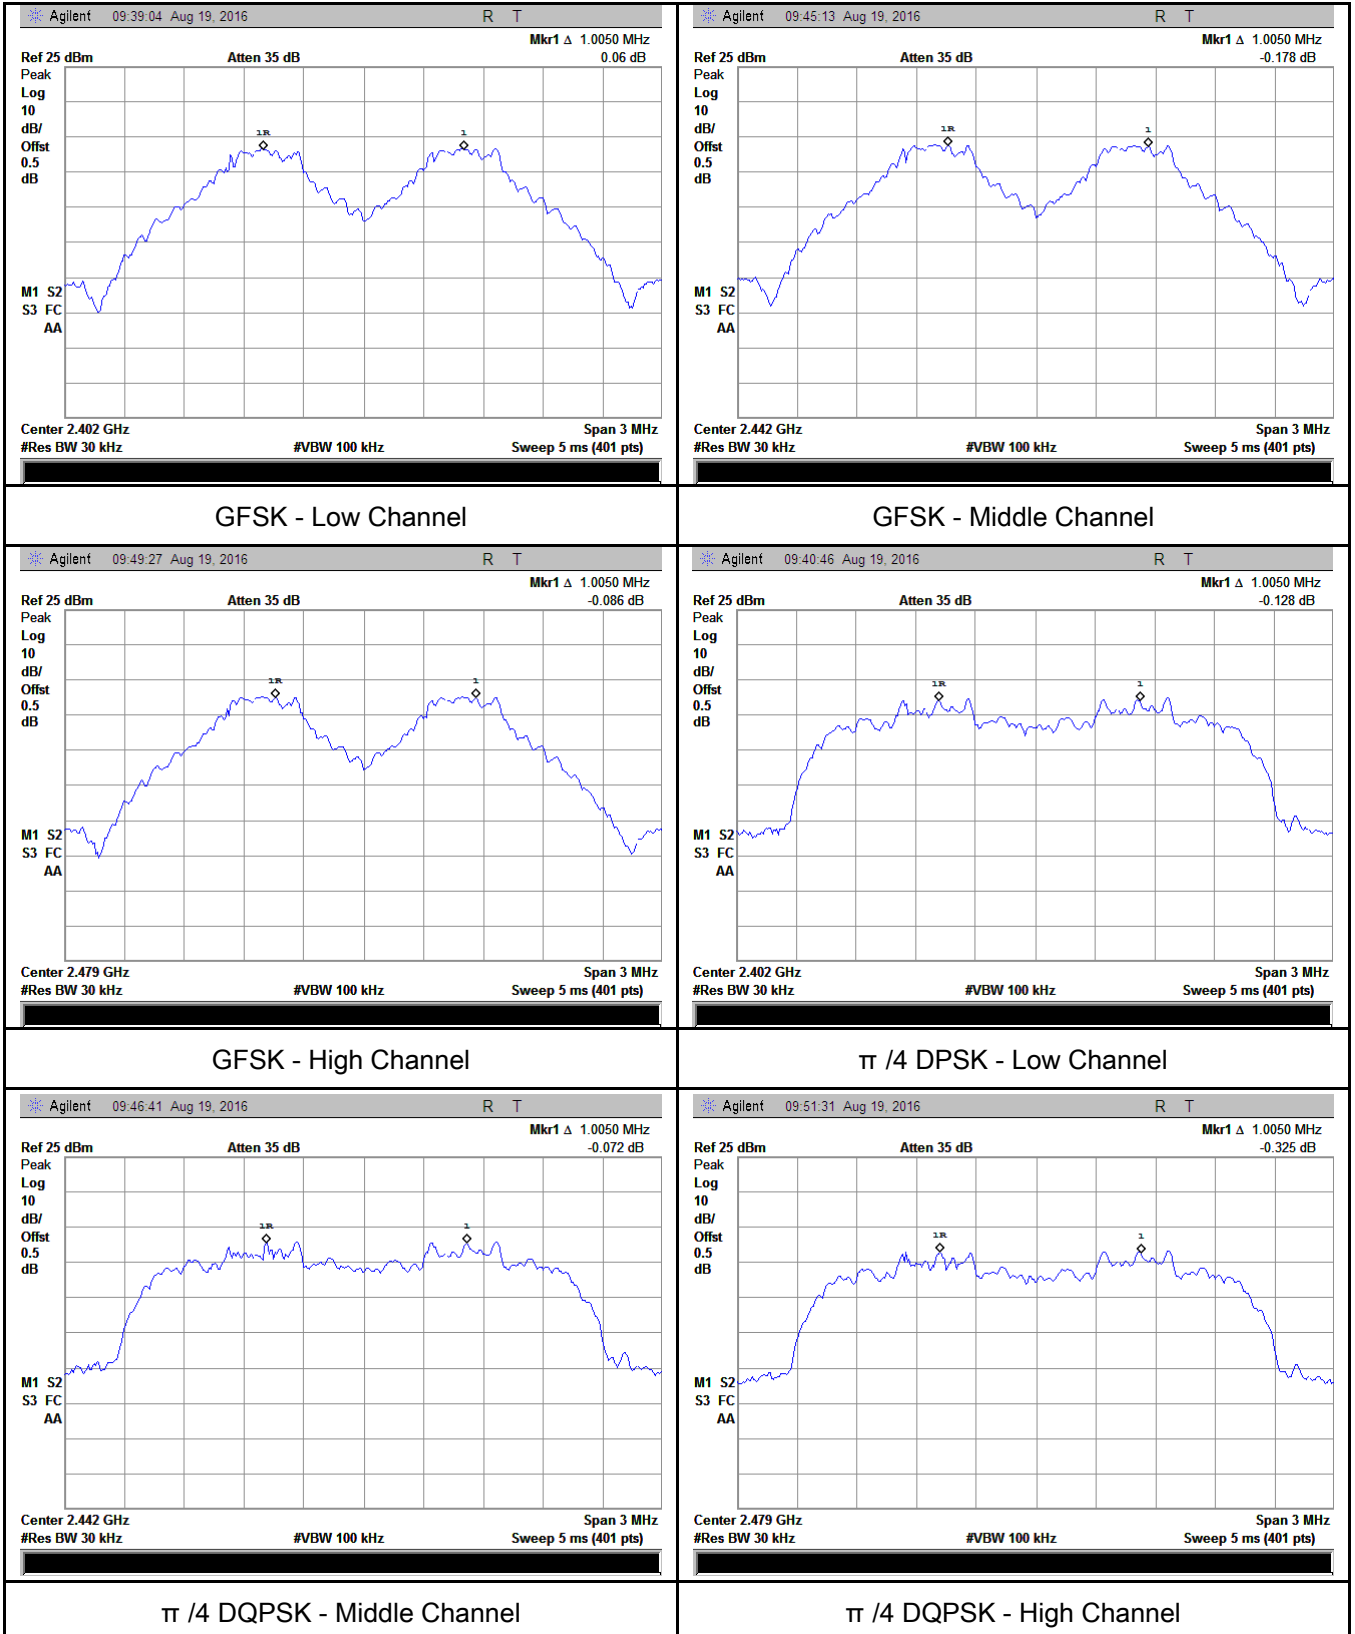 Agilent 09:39:04 Aug 19, 2016 R T
Mkr1 Δ 1.0050 MHz
Ref 25 dBm Atten 35 dB 0.06 dB
Peak
Log
10
dB/
Offst
0.5
dB
1R 1
M1 S2
S3 FC
AA
Center 2.402 GHz Span 3 MHz
#Res BW 30 kHz #VBW 100 kHz Sweep 5 ms (401 pts)
GFSK - Low Channel
Agilent 09:45:13 Aug 19, 2016 R T
Mkr1 Δ 1.0050 MHz
Ref 25 dBm Atten 35 dB -0.178 dB
Peak
Log
10
dB/
Offst
0.5
dB
1R 1
M1 S2
S3 FC
AA
Center 2.442 GHz Span 3 MHz
#Res BW 30 kHz #VBW 100 kHz Sweep 5 ms (401 pts)
GFSK - Middle Channel
Agilent 09:49:27 Aug 19, 2016 R T
Mkr1 Δ 1.0050 MHz
Ref 25 dBm Atten 35 dB -0.086 dB
Peak
Log
10
dB/
Offst
0.5
dB
1R 1
M1 S2
S3 FC
AA
Center 2.479 GHz Span 3 MHz
#Res BW 30 kHz #VBW 100 kHz Sweep 5 ms (401 pts)
GFSK - High Channel
Agilent 09:40:46 Aug 19, 2016 R T
Mkr1 Δ 1.0050 MHz
Ref 25 dBm Atten 35 dB -0.128 dB
Peak
Log
10
dB/
Offst
0.5
dB
1R 1
M1 S2
S3 FC
AA
Center 2.402 GHz Span 3 MHz
#Res BW 30 kHz #VBW 100 kHz Sweep 5 ms (401 pts)
π /4 DPSK - Low Channel
Agilent 09:46:41 Aug 19, 2016 R T
Mkr1 Δ 1.0050 MHz
Ref 25 dBm Atten 35 dB -0.072 dB
Peak
Log
10
dB/
Offst
0.5
dB
1R 1
M1 S2
S3 FC
AA
Center 2.442 GHz Span 3 MHz
#Res BW 30 kHz #VBW 100 kHz Sweep 5 ms (401 pts)
π /4 DQPSK - Middle Channel
Agilent 09:51:31 Aug 19, 2016 R T
Mkr1 Δ 1.0050 MHz
Ref 25 dBm Atten 35 dB -0.325 dB
Peak
Log
10
dB/
Offst
0.5
dB
1R 1
M1 S2
S3 FC
AA
Center 2.479 GHz Span 3 MHz
#Res BW 30 kHz #VBW 100 kHz Sweep 5 ms (401 pts)
π /4 DQPSK - High Channel